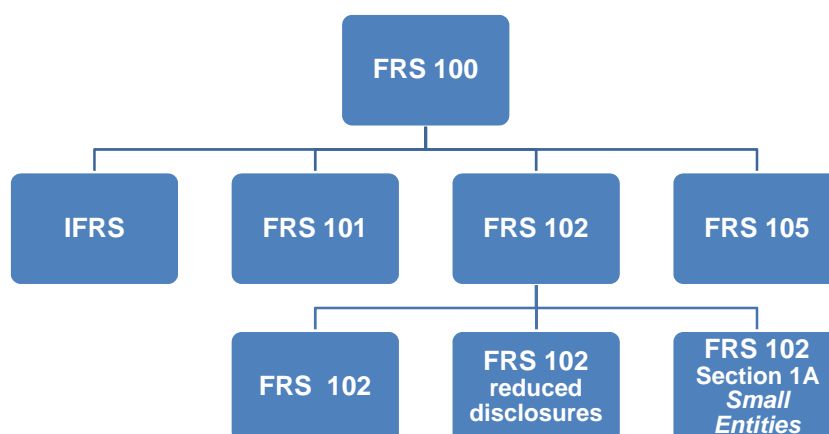 FRS 100
IFRS
FRS 101
FRS 102
FRS 105
FRS 102
FRS 102
reduced
disclosures
FRS 102
Section 1A
Small
Entities